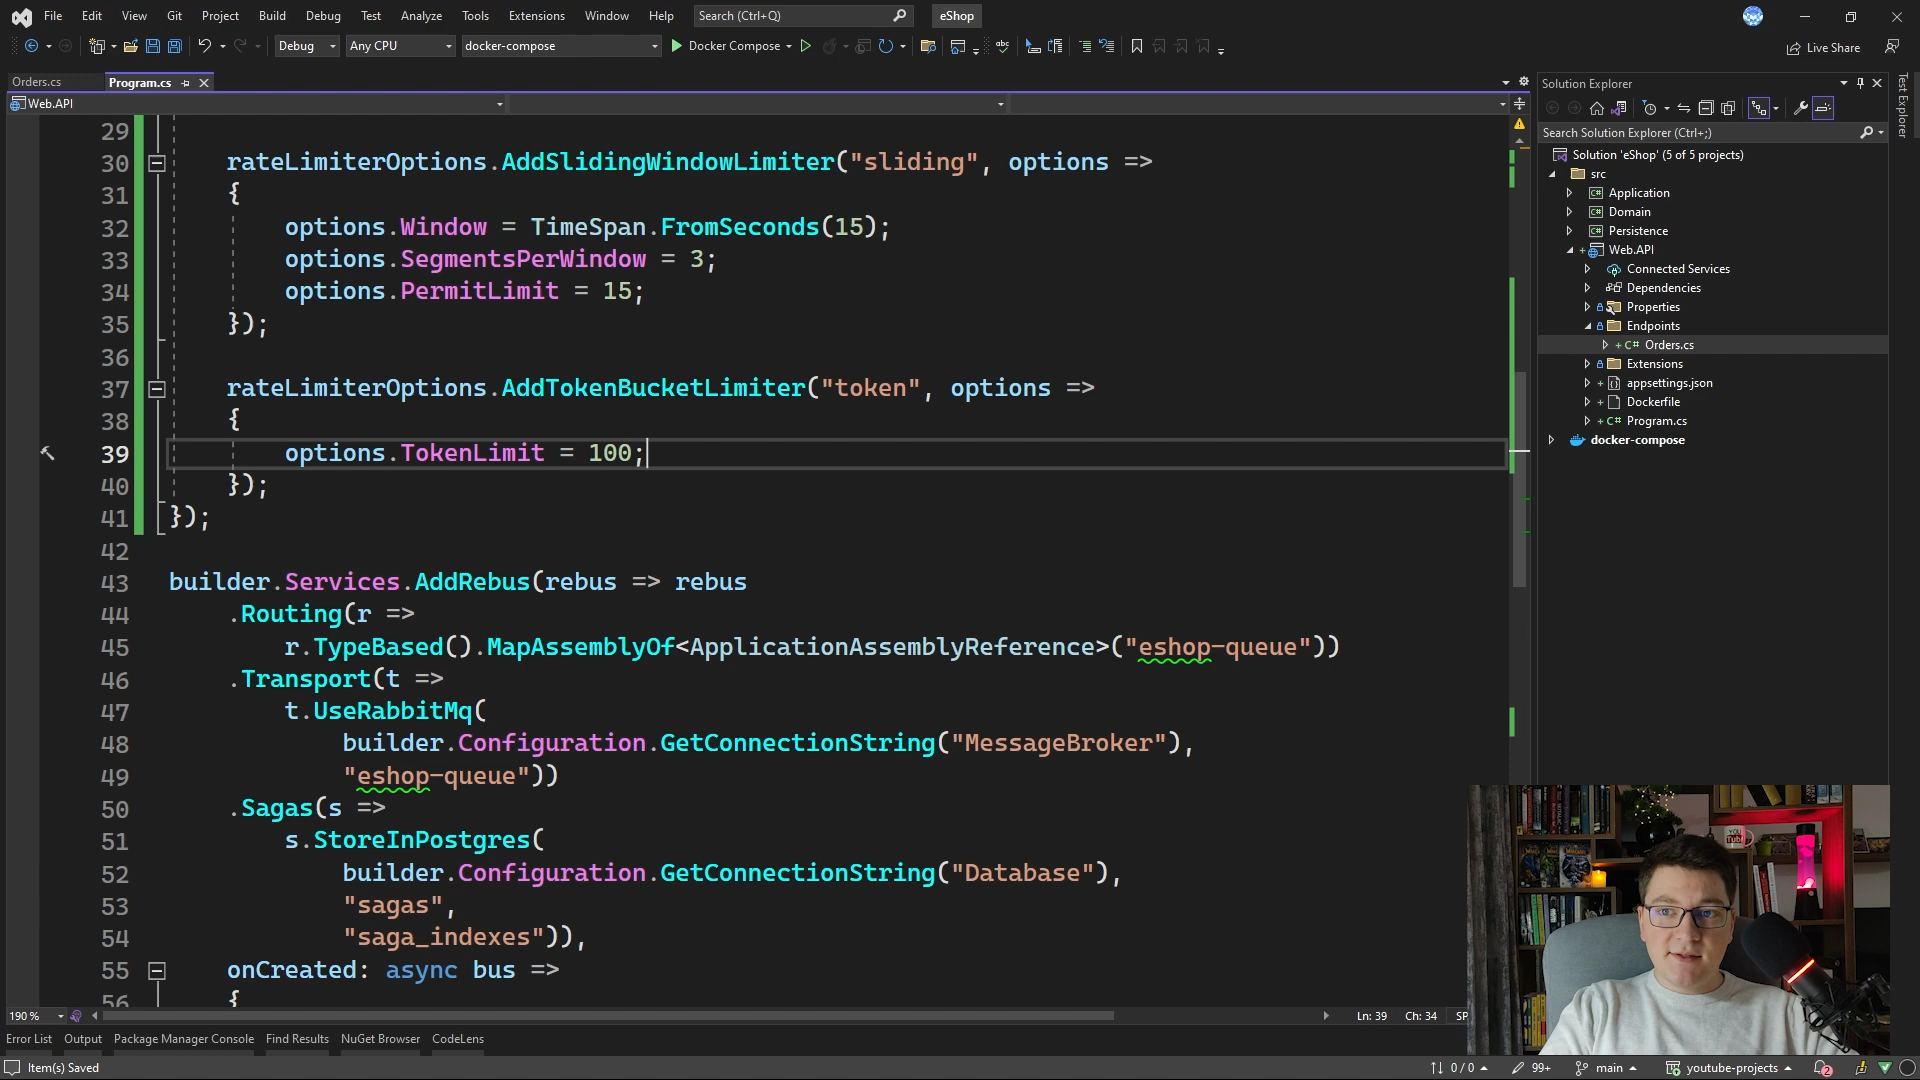 File Edit View Git Project Build Debug Test Analyze Tools Extensions Window Help Search (Ctrl+Q) eShop
Debug Any CPU docker-compose Docker Compose Live Share
Orders.cs Program.cs
Web.API
29
30 rateLimiterOptions.AddSlidingWindowLimiter("sliding", options =>
31 {
32 options.Window = TimeSpan.FromSeconds(15);
33 options.SegmentsPerWindow = 3;
34 options.PermitLimit = 15;
35 });
36
37 rateLimiterOptions.AddTokenBucketLimiter("token", options =>
38 {
39 options.TokenLimit = 100;
40 });
41 });
42
43 builder.Services.AddRebus(rebus => rebus
44 .Routing(r =>
45 r.TypeBased().MapAssemblyOf<ApplicationAssemblyReference>("eshop-queue"))
46 .Transport(t =>
47 t.UseRabbitMq(
48 builder.Configuration.GetConnectionString("MessageBroker"),
49 "eshop-queue"))
50 .Sagas(s =>
51 s.StoreInPostgres(
52 builder.Configuration.GetConnectionString("Database"),
53 "sagas",
54 "saga_indexes")),
55 onCreated: async bus =>
56 {
190 % Ln: 39 Ch: 34 SP
Error List Output Package Manager Console Find Results NuGet Browser CodeLens
Item(s) Saved 0 / 0 99+ main youtube-projects 2
Solution Explorer
Search Solution Explorer (Ctrl+;)
Solution 'eShop' (5 of 5 projects)
src
C# Application
C# Domain
C# Persistence
Web.API
Connected Services
Dependencies
Properties
Endpoints
C# Orders.cs
Extensions
appsettings.json
Dockerfile
C# Program.cs
docker-compose
Test Explorer